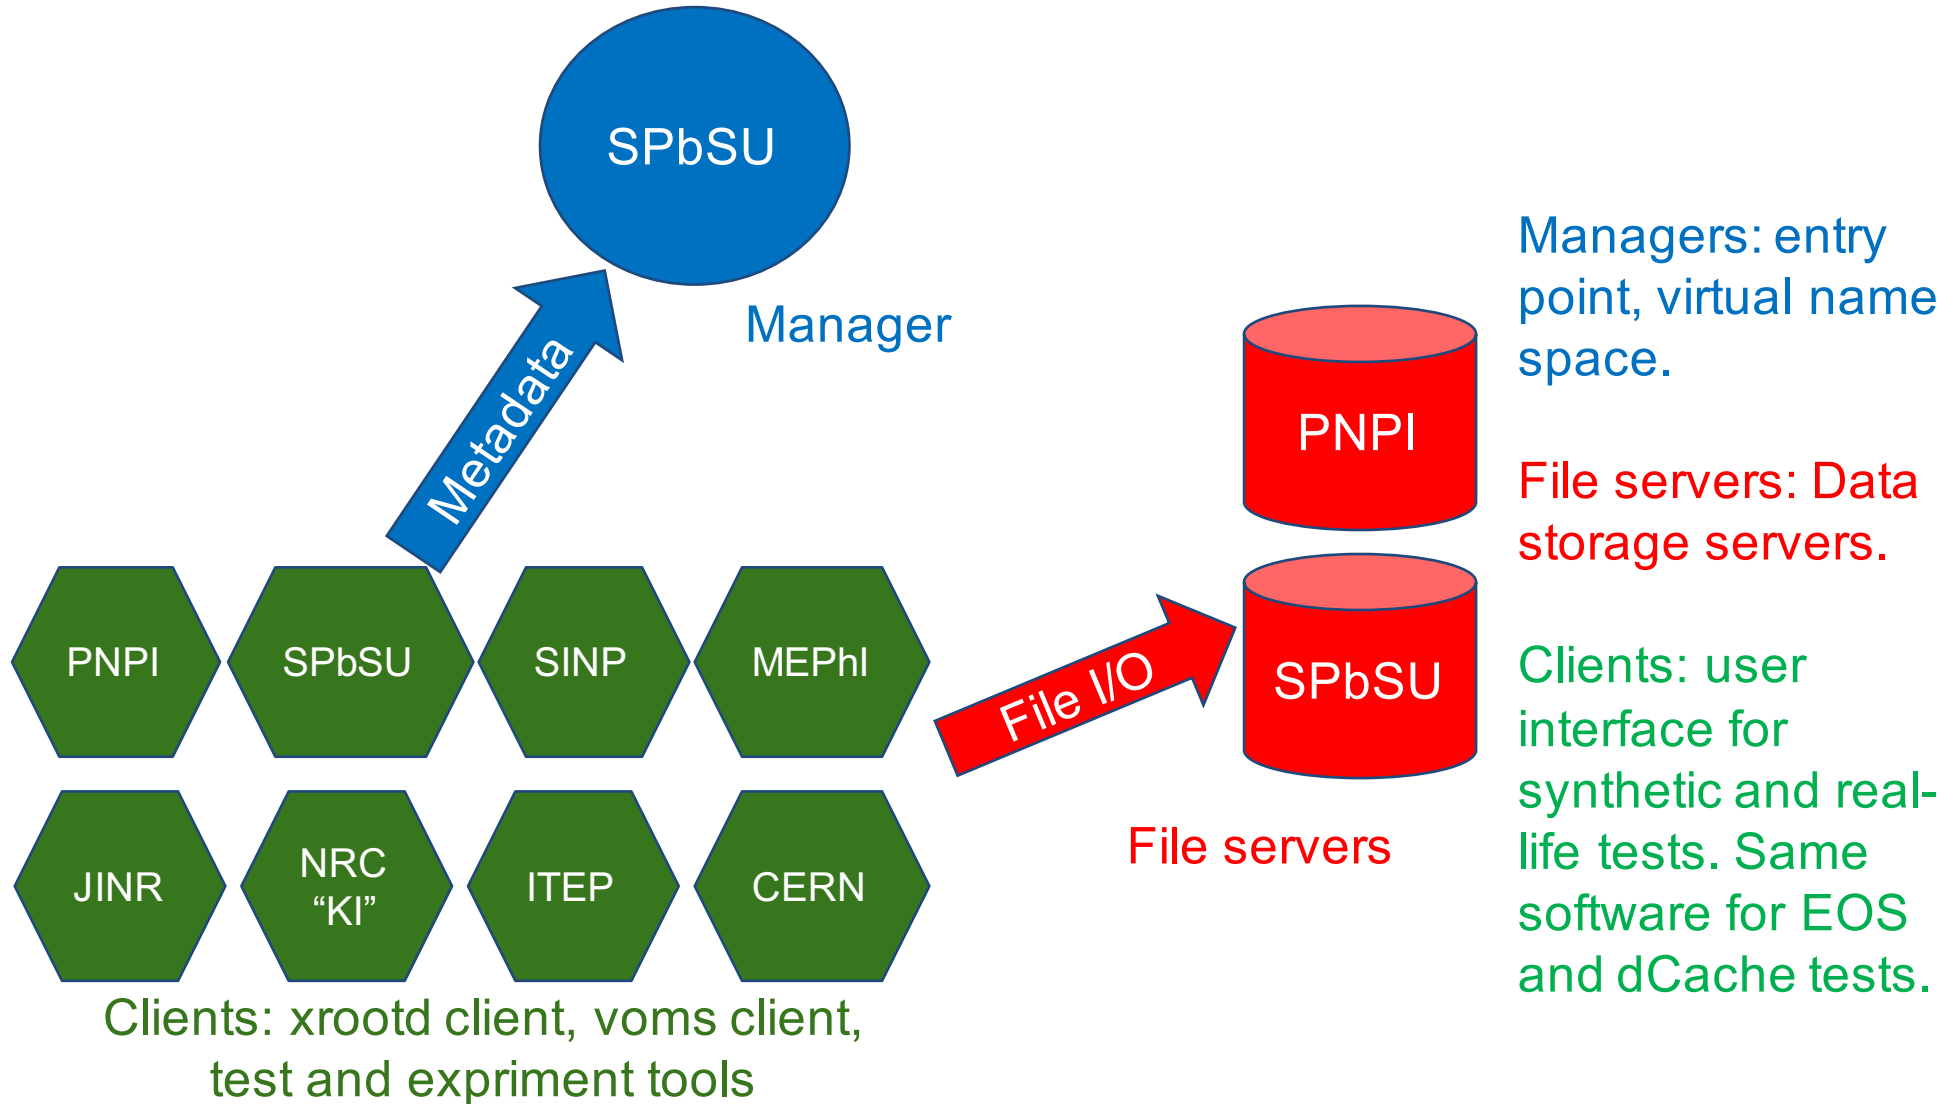 SPbSU
Manager
Metadata
PNPI
SPbSU
SINP
MEPhI
JINR
NRC
“KI”
ITEP
CERN
Clients: xrootd client, voms client,
test and expriment tools
File I/O
PNPI
SPbSU
File servers
Managers: entry
point, virtual name
space.
File servers: Data
storage servers.
Clients: user
interface for
synthetic and real-
life tests. Same
software for EOS
and dCache tests.